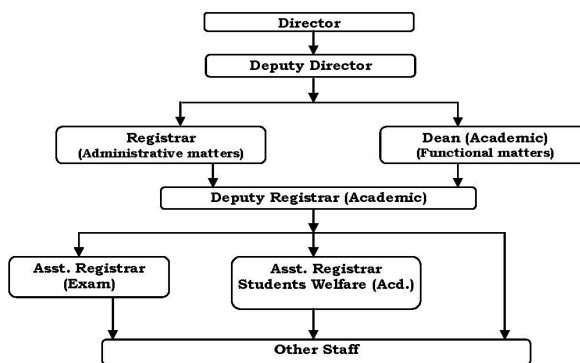 Director
Deputy Director
Registrar
(Administrative matters)
Dean (Academic)
(Functional matters)
Deputy Registrar (Academic)
Asst. Registrar
(Exam)
Asst. Registrar
Students Welfare (Acd.)
Other Staff